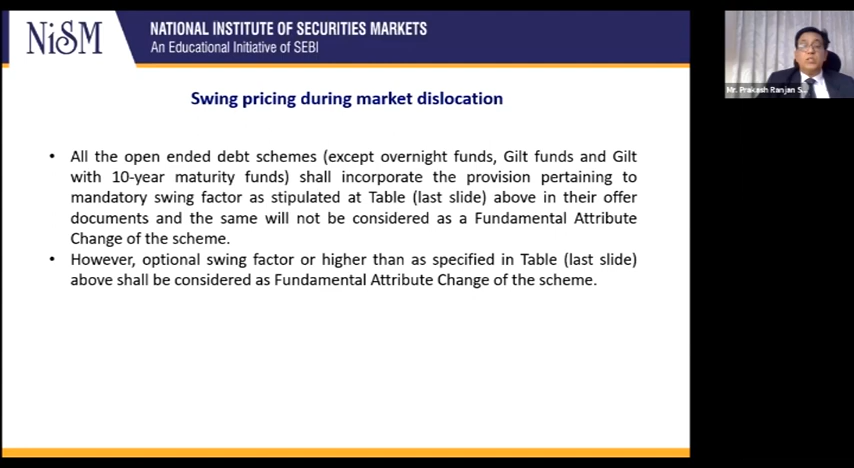 NiSM
NATIONAL INSTITUTE OF SECURITIES MARKETS
An Educational Initiative of SEBI
Swing pricing during market dislocation
• All the open ended debt schemes (except overnight funds, Gilt funds and Gilt
with 10-year maturity funds) shall incorporate the provision pertaining to
mandatory swing factor as stipulated at Table (last slide) above in their offer
documents and the same will not be considered as a Fundamental Attribute
Change of the scheme.
• However, optional swing factor or higher than as specified in Table (last slide)
above shall be considered as Fundamental Attribute Change of the scheme.
Mr. Prakash Ranjan S...